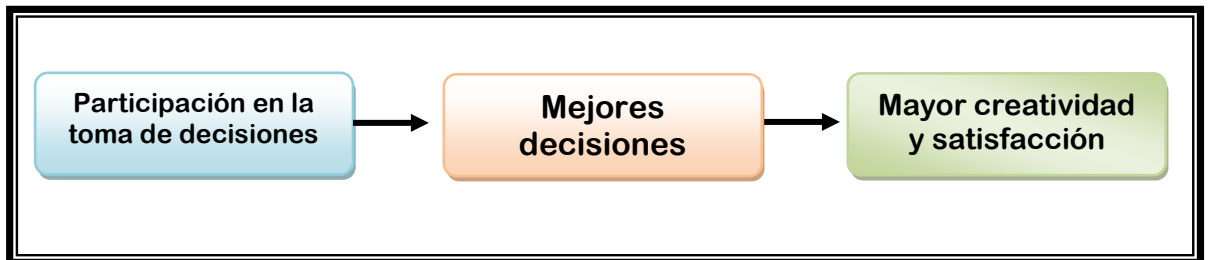 Participación en la
toma de decisiones
Mejores
decisiones
Mayor creatividad
y satisfacción